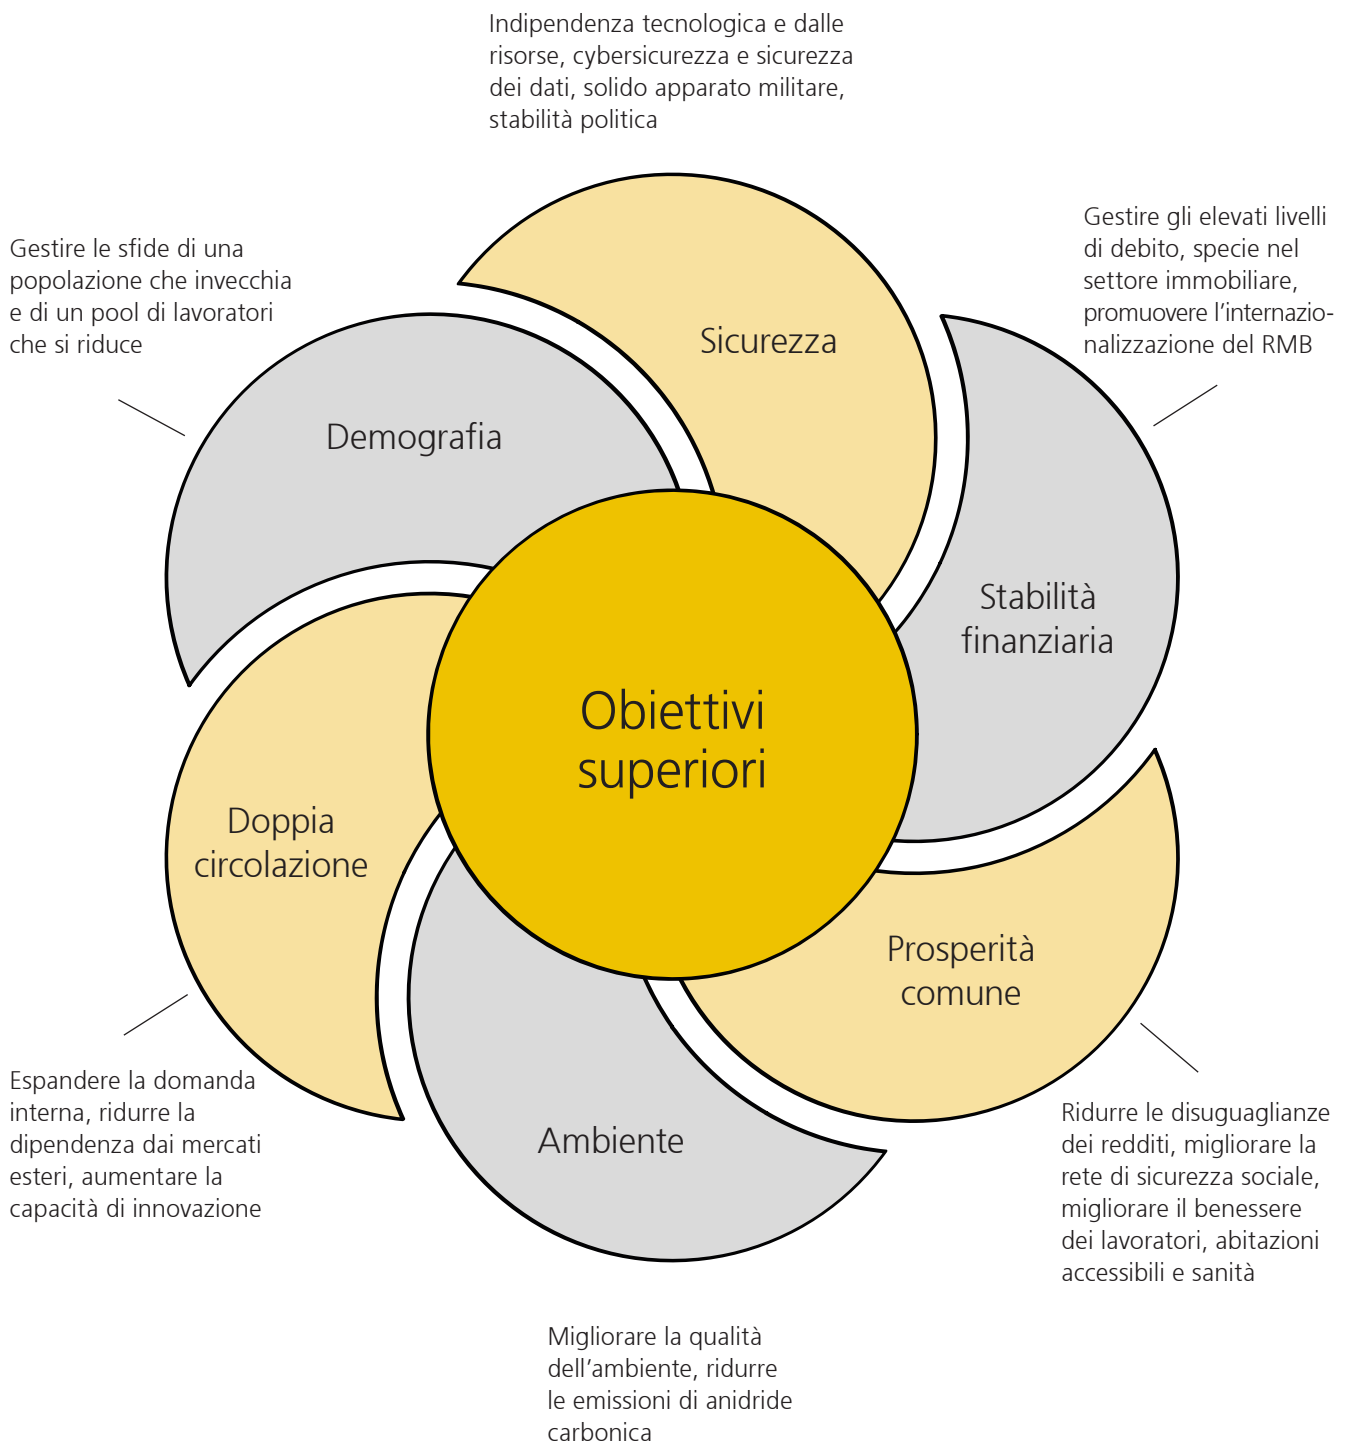 Indipendenza tecnologica e dalle
risorse, cybersicurezza e sicurezza
dei dati, solido apparato militare,
stabilità politica
Sicurezza
Gestire gli elevati livelli
di debito, specie nel
settore immobiliare,
promuovere l’internazio-
nalizzazione del RMB
Stabilità
finanziaria
Prosperità
comune
Ridurre le disuguaglianze
dei redditi, migliorare la
rete di sicurezza sociale,
migliorare il benessere
dei lavoratori, abitazioni
accessibili e sanità
Ambiente
Migliorare la qualità
dell’ambiente, ridurre
le emissioni di anidride
carbonica
Doppia
circolazione
Espandere la domanda
interna, ridurre la
dipendenza dai mercati
esteri, aumentare la
capacità di innovazione
Demografia
Gestire le sfide di una
popolazione che invecchia
e di un pool di lavoratori
che si riduce
Obiettivi
superiori